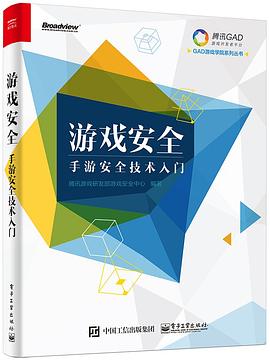 Broadview
腾讯GAD
游戏开发者平台
GAD游戏学院系列丛书
游戏安全
手游安全技术入门
腾讯游戏研发部游戏安全中心 编著
游戏安全
手游安全技术入门
中国工信出版集团
电子工业出版社